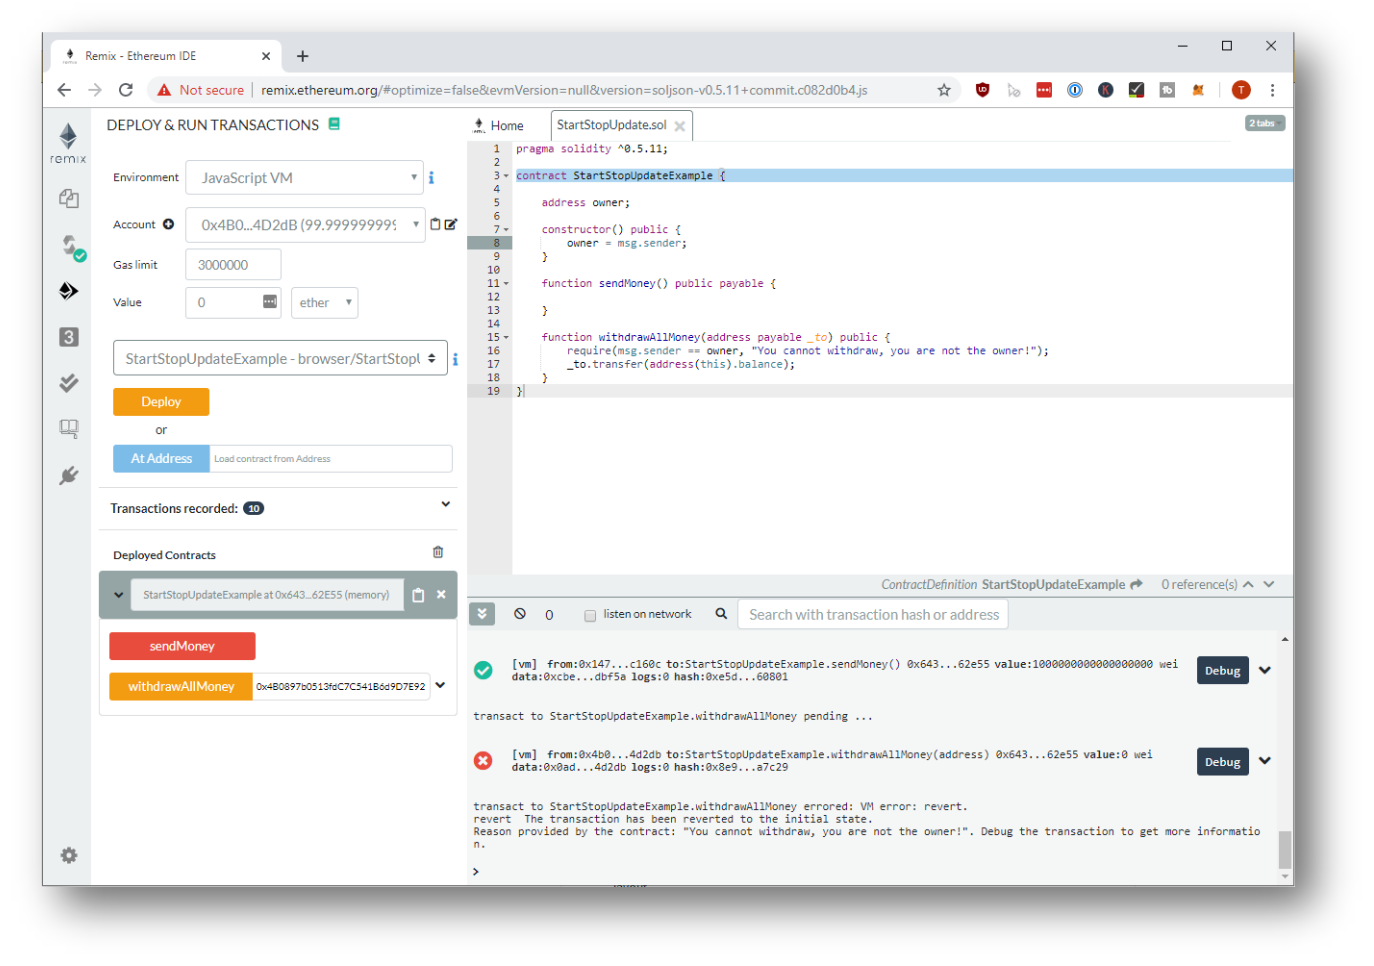 Remix - Ethereum IDE
Not secure | remix.ethereum.org/#optimize=false&evmVersion=null&version=soljson-v0.5.11+commit.c082d0b4.js
T
remix
3
DEPLOY & RUN TRANSACTIONS
Environment JavaScript VM
Account 0x4B0...4D2dB (99.999999999
Gas limit 3000000
Value 0 ether
StartStopUpdateExample - browser/StartStopU
Deploy
or
At Address Load contract from Address
Transactions recorded: 10
Deployed Contracts
StartStopUpdateExample at 0x643...62E55 (memory)
sendMoney
withdrawAllMoney 0x4B0897b0513fdC7C541B6d9D7E92
Home StartStopUpdate.sol 2 tabs
1 pragma solidity ^0.5.11;
2
3 contract StartStopUpdateExample {
4
5 address owner;
6
7 constructor() public {
8 owner = msg.sender;
9 }
10
11 function sendMoney() public payable {
12
13 }
14
15 function withdrawAllMoney(address payable _to) public {
16 require(msg.sender == owner, "You cannot withdraw, you are not the owner!");
17 _to.transfer(address(this).balance);
18 }
19 }
ContractDefinition StartStopUpdateExample 0 reference(s)
0 listen on network Search with transaction hash or address
[vm] from:0x147...c160c to:StartStopUpdateExample.sendMoney() 0x643...62e55 value:1000000000000000000 wei
data:0xcbe...dbf5a logs:0 hash:0xe5d...60801
Debug
transact to StartStopUpdateExample.withdrawAllMoney pending ...
[vm] from:0x4b0...4d2db to:StartStopUpdateExample.withdrawAllMoney(address) 0x643...62e55 value:0 wei
data:0x0ad...4d2db logs:0 hash:0x8e9...a7c29
Debug
transact to StartStopUpdateExample.withdrawAllMoney errored: VM error: revert.
revert The transaction has been reverted to the initial state.
Reason provided by the contract: "You cannot withdraw, you are not the owner!". Debug the transaction to get more informatio
n.
>